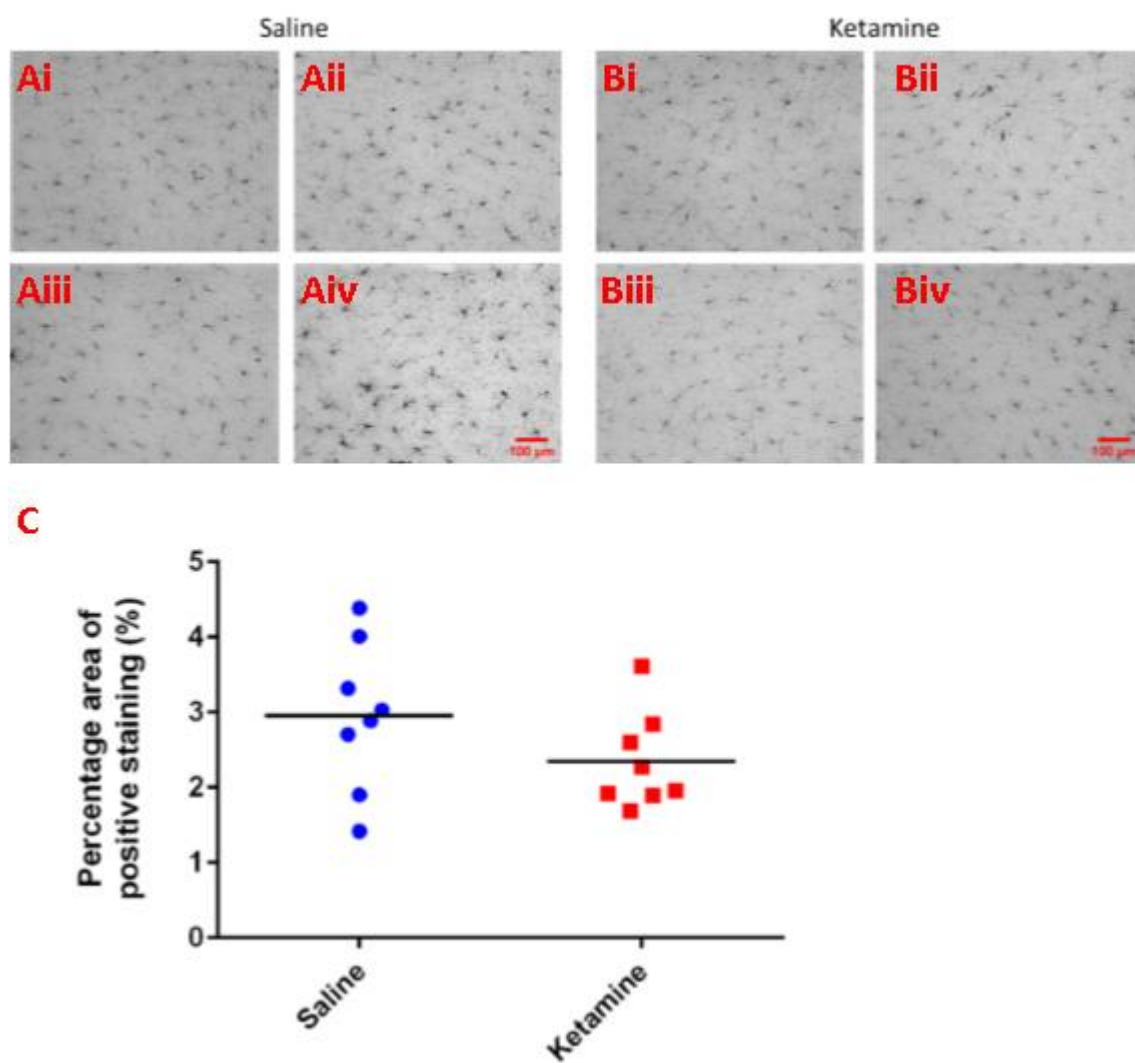 Saline
Ketamine
Ai
Aii
Bi
Bii
Aiii
Aiv
Biii
Biv
100 μm
100 μm
C
Percentage area of
positive staining (%)
5
4
3
2
1
0
Saline
Ketamine